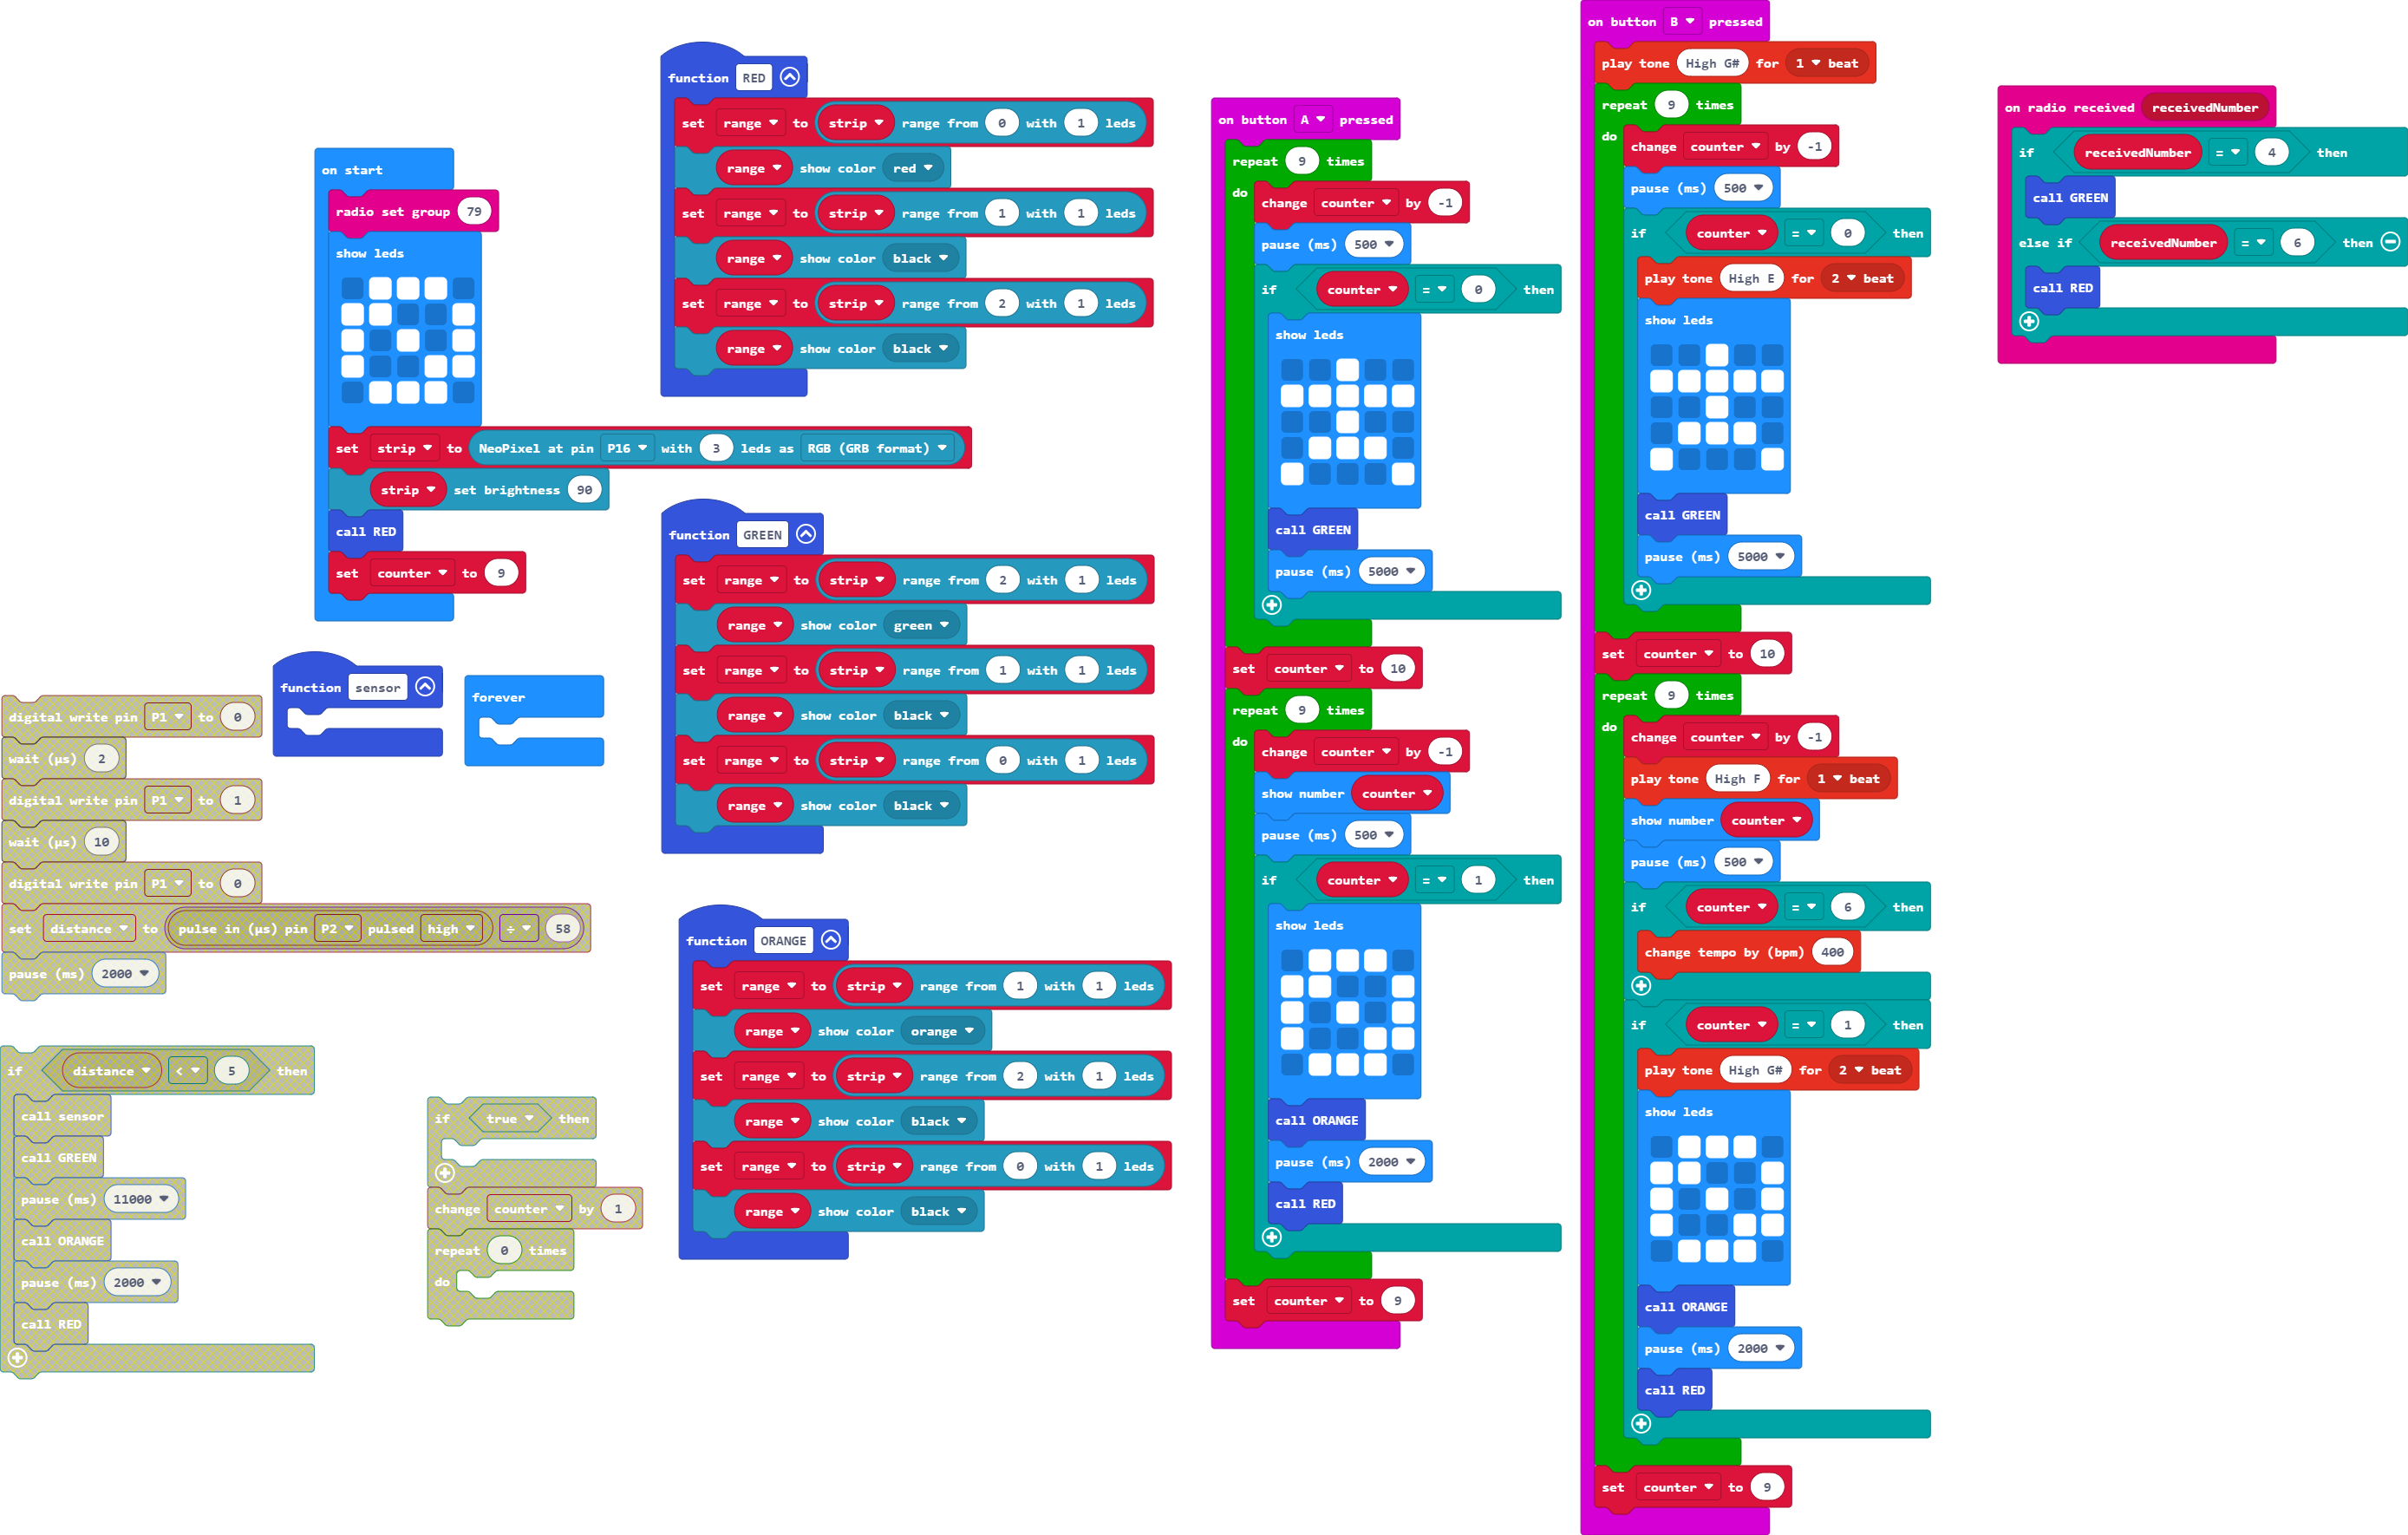 on start
radio set group 79
show leds
set strip to NeoPixel at pin P16 with 3 leds as RGB (GRB format)
strip set brightness 90
call RED
set counter to 9
function sensor
forever
digital write pin P1 to 0
wait (µs) 2
digital write pin P1 to 1
wait (µs) 10
digital write pin P1 to 0
set distance to pulse in (µs) pin P2 pulsed high ÷ 58
pause (ms) 2000
if distance < 5 then
call sensor
call GREEN
pause (ms) 11000
call ORANGE
pause (ms) 2000
call RED
if true then
change counter by 1
repeat 0 times
do
function RED
set range to strip range from 0 with 1 leds
range show color red
set range to strip range from 1 with 1 leds
range show color black
set range to strip range from 2 with 1 leds
range show color black
function GREEN
set range to strip range from 2 with 1 leds
range show color green
set range to strip range from 1 with 1 leds
range show color black
set range to strip range from 0 with 1 leds
range show color black
function ORANGE
set range to strip range from 1 with 1 leds
range show color orange
set range to strip range from 2 with 1 leds
range show color black
set range to strip range from 0 with 1 leds
range show color black
on button A pressed
repeat 9 times
do
change counter by -1
pause (ms) 500
if counter = 0 then
show leds
call GREEN
pause (ms) 5000
set counter to 10
repeat 9 times
do
change counter by -1
show number counter
pause (ms) 500
if counter = 1 then
show leds
call ORANGE
pause (ms) 2000
call RED
set counter to 9
on button B pressed
play tone High G# for 1 beat
repeat 9 times
do
change counter by -1
pause (ms) 500
if counter = 0 then
play tone High E for 2 beat
show leds
call GREEN
pause (ms) 5000
set counter to 10
repeat 9 times
do
change counter by -1
play tone High F for 1 beat
show number counter
pause (ms) 500
if counter = 6 then
change tempo by (bpm) 400
if counter = 1 then
play tone High G# for 2 beat
show leds
call ORANGE
pause (ms) 2000
call RED
set counter to 9
on radio received receivedNumber
if receivedNumber = 4 then
call GREEN
else if receivedNumber = 6 then
call RED